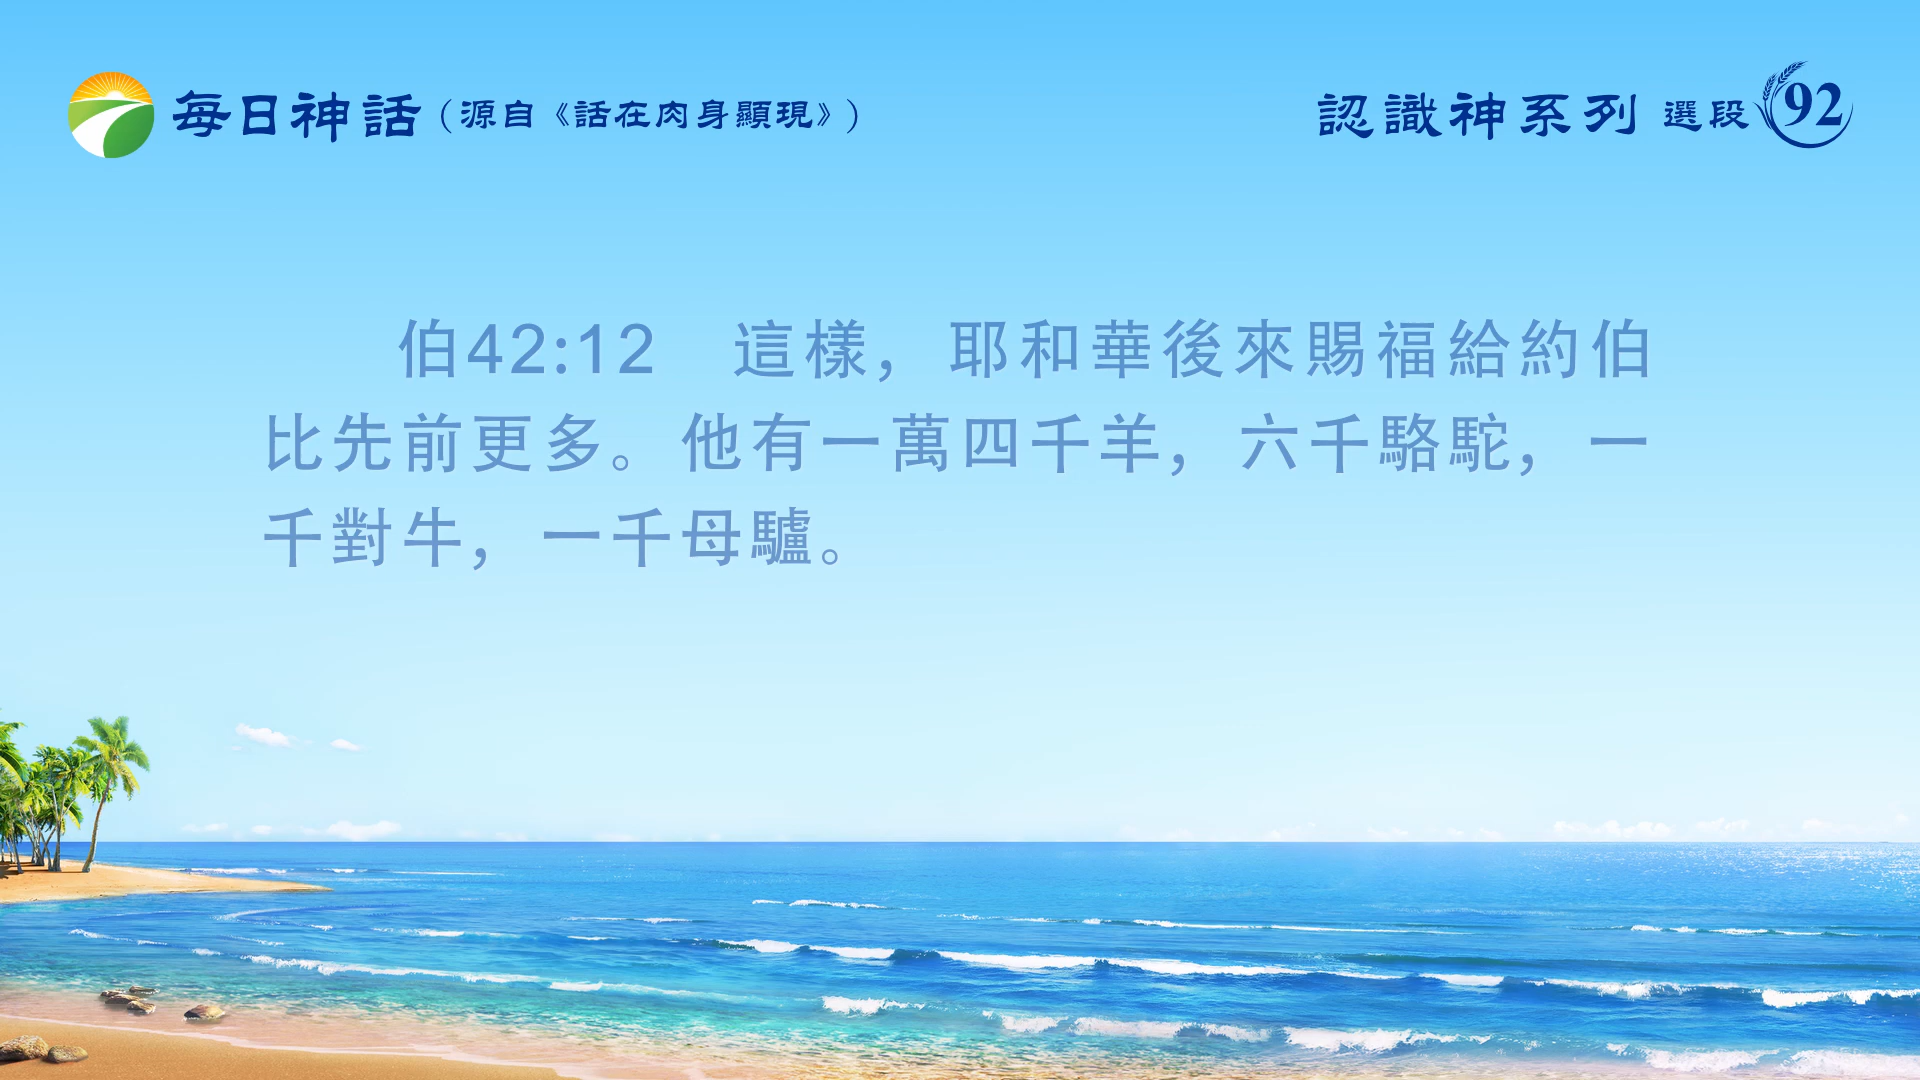 每日神話（源自《話在肉身顯現》）
認識神系列 選段 92
伯42:12　這樣，耶和華後來賜福給約伯
比先前更多。他有一萬四千羊，六千駱駝，一
千對牛，一千母驢。